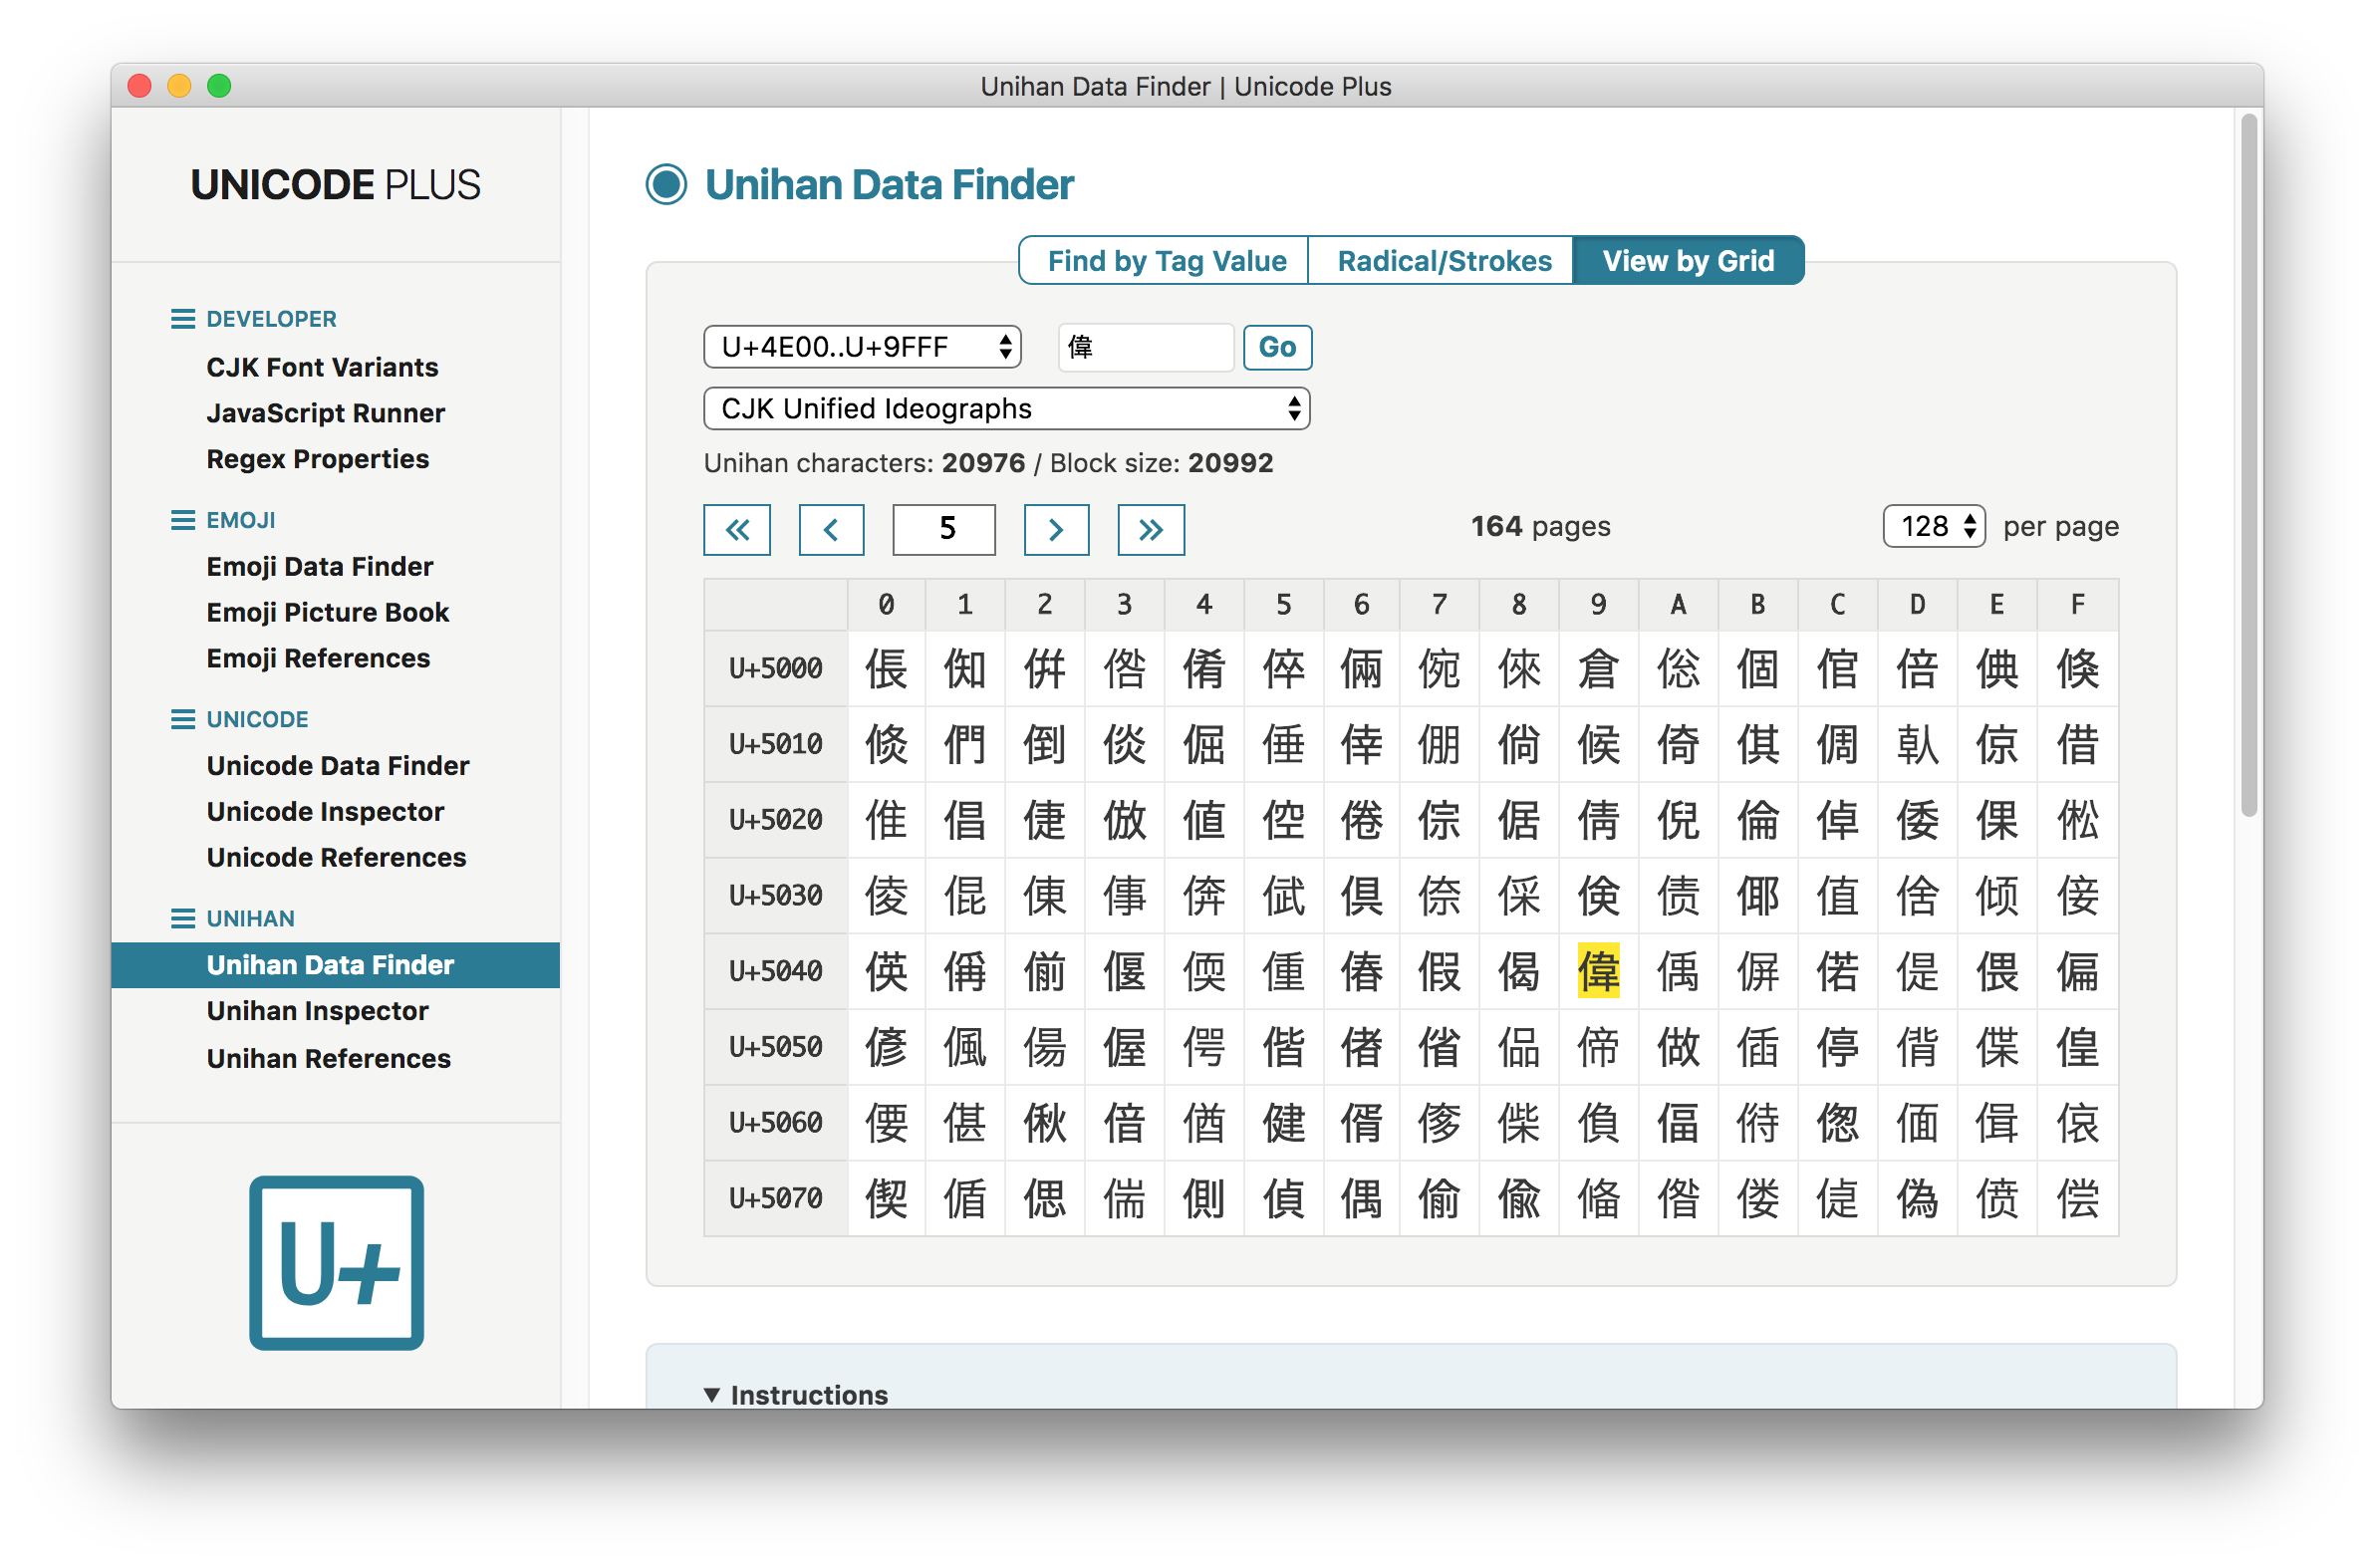 Unihan Data Finder | Unicode Plus
UNICODE PLUS
DEVELOPER
CJK Font Variants
JavaScript Runner
Regex Properties
EMOJI
Emoji Data Finder
Emoji Picture Book
Emoji References
UNICODE
Unicode Data Finder
Unicode Inspector
Unicode References
UNIHAN
Unihan Data Finder
Unihan Inspector
Unihan References
U+
Unihan Data Finder
Find by Tag Value Radical/Strokes View by Grid
U+4E00..U+9FFF 偉 Go
CJK Unified Ideographs
Unihan characters: 20976 / Block size: 20992
« ‹ 5 › » 164 pages 128 per page
0 1 2 3 4 5 6 7 8 9 A B C D E F
U+5000 倀 倁 倂 倃 倄 倅 倆 倇 倈 倉 倊 個 倌 倍 倎 倏
U+5010 倐 們 倒 倓 倔 倕 倖 倗 倘 候 倚 倛 倜 倝 倞 借
U+5020 倠 倡 倢 倣 値 倥 倦 倧 倨 倩 倪 倫 倬 倭 倮 倯
U+5030 倰 倱 倲 倳 倴 倵 倶 倷 倸 倹 债 倻 值 倽 倾 倿
U+5040 偀 偁 偂 偃 偄 偅 偆 假 偈 偉 偊 偋 偌 偍 偎 偏
U+5050 偐 偑 偒 偓 偔 偕 偖 偗 偘 偙 做 偛 停 偝 偞 偟
U+5060 偠 偡 偢 偣 偤 健 偦 偧 偨 偩 偪 偫 偬 偭 偮 偯
U+5070 偰 偱 偲 偳 側 偵 偶 偷 偸 偹 偺 偻 偼 偽 偾 偿
▼ Instructions